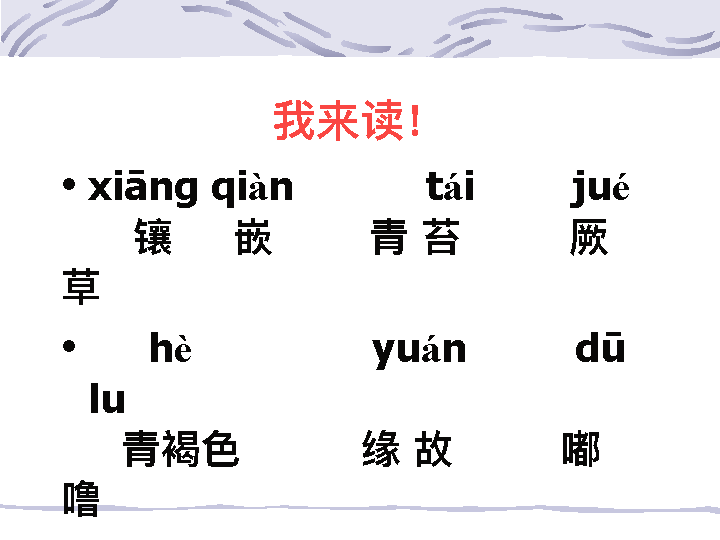 我来读！
• xiāng qiàn tái jué
镶 嵌 青 苔 厥
草
• hè yuán dū
lu
青褐色 缘 故 嘟
噜